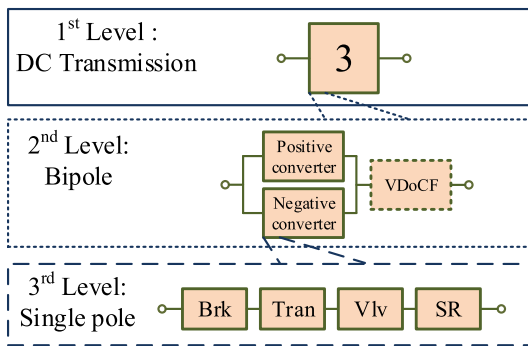 1st Level :
DC Transmission
3
2nd Level:
Bipole
Positive
converter
Negative
converter
VDoCF
3rd Level:
Single pole
Brk
Tran
Vlv
SR